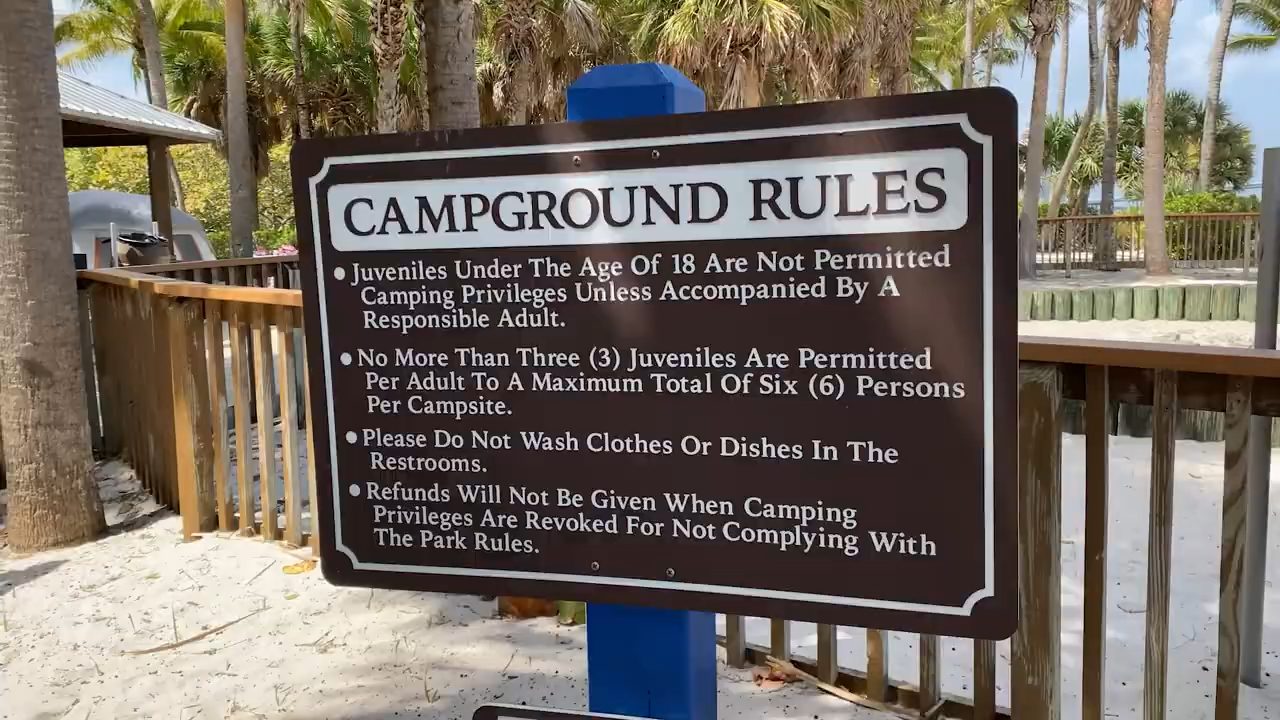 CAMPGROUND RULES
• Juveniles Under The Age Of 18 Are Not Permitted
Camping Privileges Unless Accompanied By A
Responsible Adult.
• No More Than Three (3) Juveniles Are Permitted
Per Adult To A Maximum Total Of Six (6) Persons
Per Campsite.
• Please Do Not Wash Clothes Or Dishes In The
Restrooms.
• Refunds Will Not Be Given When Camping
Privileges Are Revoked For Not Complying With
The Park Rules.